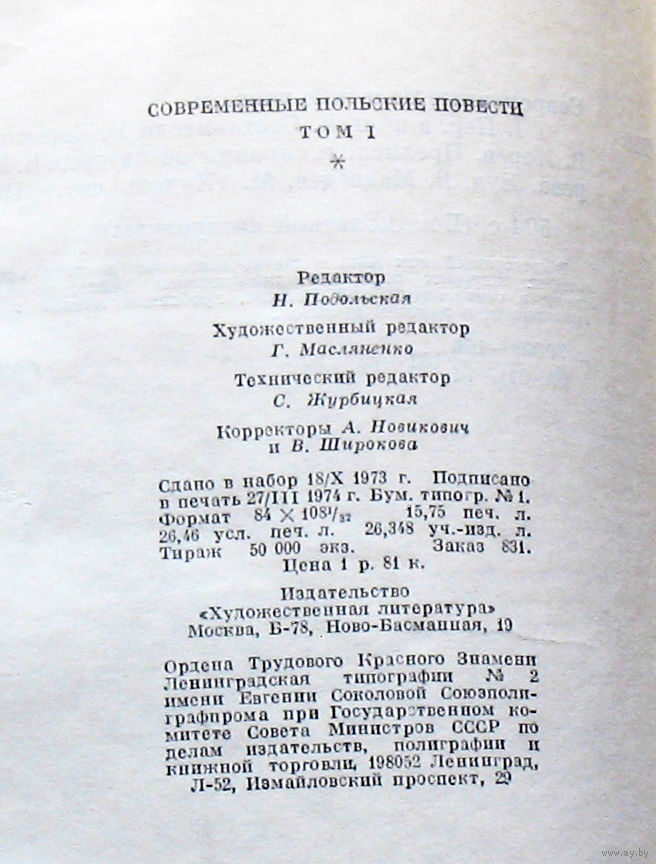 СОВРЕМЕННЫЕ ПОЛЬСКИЕ ПОВЕСТИ
ТОМ I
*
Редактор
Н. Подольская
Художественный редактор
Г. Масляненко
Технический редактор
С. Журбицкая
Корректоры А. Новикович
и В. Широкова
Сдано в набор 18/X 1973 г. Подписано
в печать 27/III 1974 г. Бум. типогр. № 1.
Формат 84 × 108¹/₃₂ 15,75 печ. л.
26,46 усл. печ. л. 26,348 уч.-изд. л.
Тираж 50 000 экз. Заказ 831.
Цена 1 р. 81 к.
Издательство
«Художественная литература»
Москва, Б-78, Ново-Басманная, 19
Ордена Трудового Красного Знамени
Ленинградская типография № 2
имени Евгении Соколовой Союзполи-
графпрома при Государственном ко-
митете Совета Министров СССР по
делам издательств, полиграфии и
книжной торговли, 198052 Ленинград,
Л-52, Измайловский проспект, 29
www.ay.by